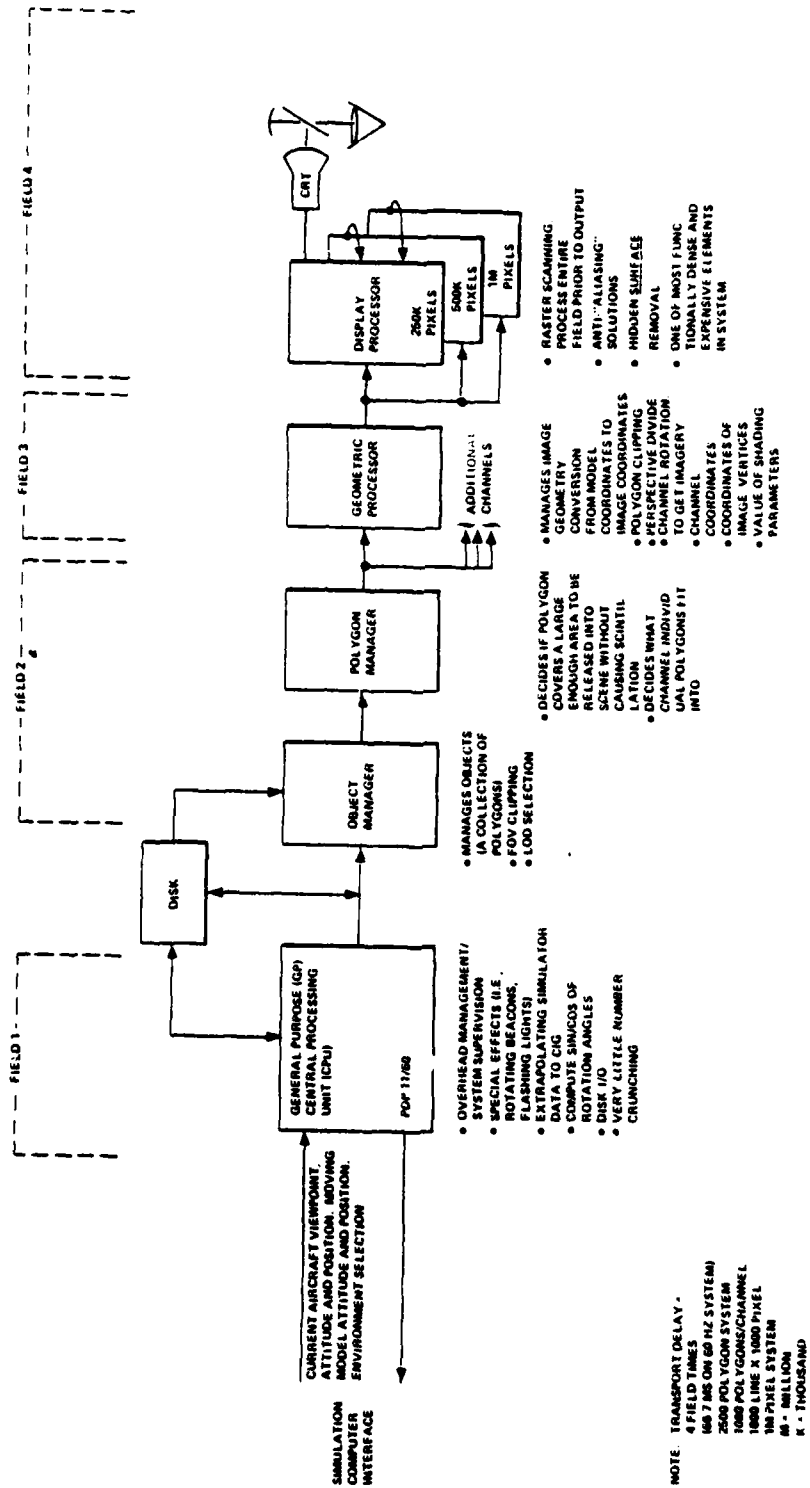 FIELD 1
FIELD 2
FIELD 3
FIELD 4
SIMULATION
COMPUTER
INTERFACE
CURRENT AIRCRAFT VIEWPOINT,
ATTITUDE AND POSITION. MOVING
MODEL ATTITUDE AND POSITION.
ENVIRONMENT SELECTION
GENERAL PURPOSE (GP)
CENTRAL PROCESSING
UNIT (CPU)
PDP 11/60
DISK
OBJECT
MANAGER
POLYGON
MANAGER
GEOMETRIC
PROCESSOR
( ADDITIONAL
CHANNELS )
DISPLAY
PROCESSOR
250K
PIXELS
500K
PIXELS
1M
PIXELS
CRT
• OVERHEAD MANAGEMENT/
SYSTEM SUPERVISION
• SPECIAL EFFECTS (I.E.,
ROTATING BEACONS,
FLASHING LIGHTS)
• EXTRAPOLATING SIMULATOR
DATA TO CIG
• COMPUTE SIN/COS OF
ROTATION ANGLES
• DISK I/O
• VERY LITTLE NUMBER
CRUNCHING
• MANAGES OBJECTS
(A COLLECTION OF
POLYGONS)
• FOV CLIPPING
• LOD SELECTION
• DECIDES IF POLYGON
COVERS A LARGE
ENOUGH AREA TO BE
RELEASED INTO
SCENE WITHOUT
CAUSING SCINTIL
LATION
• DECIDES WHAT
CHANNEL INDIVID
UAL POLYGONS FIT
INTO
• MANAGES IMAGE
GEOMETRY
CONVERSION
FROM MODEL
COORDINATES TO
IMAGE COORDINATES
• POLYGON CLIPPING
• PERSPECTIVE DIVIDE
• CHANNEL ROTATION
TO GET IMAGERY
• CHANNEL
COORDINATES
• COORDINATES OF
IMAGE VERTICES
• VALUE OF SHADING
PARAMETERS
• RASTER SCANNING.
PROCESS ENTIRE
FIELD PRIOR TO OUTPUT
• ANTI-"ALIASING"
SOLUTIONS
• HIDDEN SURFACE
REMOVAL
• ONE OF MOST FUNC
TIONALLY DENSE AND
EXPENSIVE ELEMENTS
IN SYSTEM
NOTE: TRANSPORT DELAY -
4 FIELD TIMES
166 7 MS ON 60 HZ SYSTEM)
2500 POLYGON SYSTEM
1000 POLYGONS/CHANNEL
1000 LINE X 1000 PIXEL
1M PIXEL SYSTEM
M - MILLION
K - THOUSAND